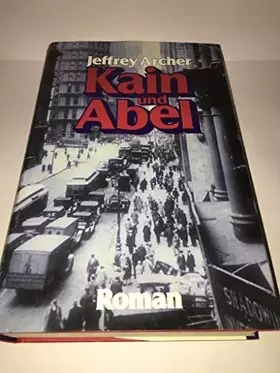 Jeffrey Archer
Kain
und
Abel
Roman